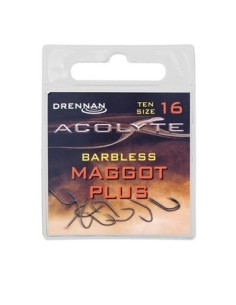 DRENNAN
TEN SIZE 16
ACOLYTE
BARBLESS
MAGGOT
PLUS